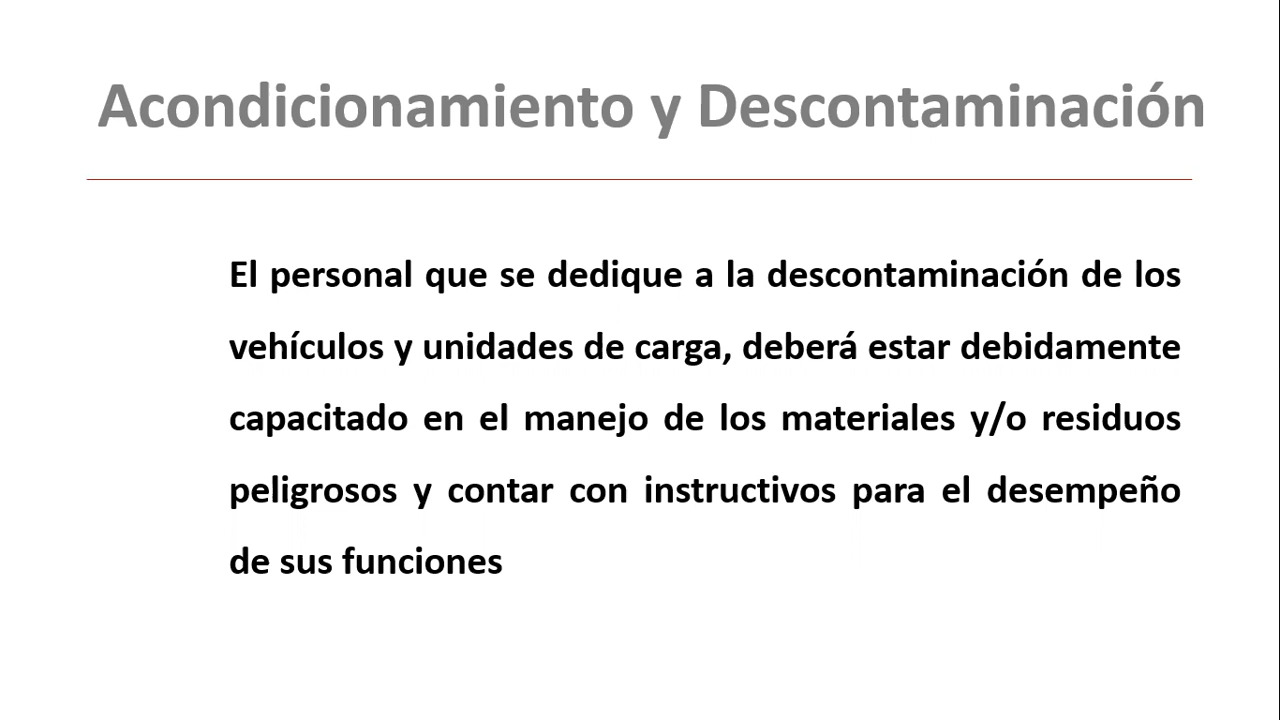 Acondicionamiento y Descontaminación
El personal que se dedique a la descontaminación de los
vehículos y unidades de carga, deberá estar debidamente
capacitado en el manejo de los materiales y/o residuos
peligrosos y contar con instructivos para el desempeño
de sus funciones